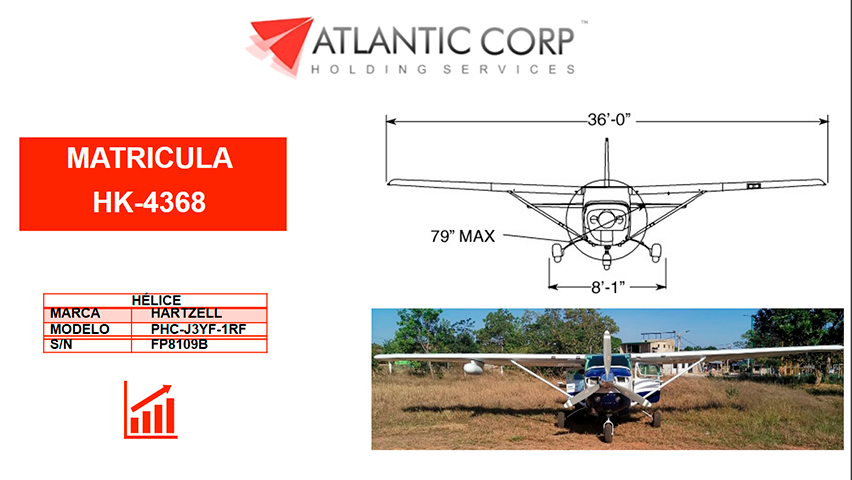 ATLANTIC CORP™
HOLDING SERVICES
MATRICULA
HK-4368
36'-0"
79" MAX
8'-1"
HÉLICE
MARCA HARTZELL
MODELO PHC-J3YF-1RF
S/N FP8109B